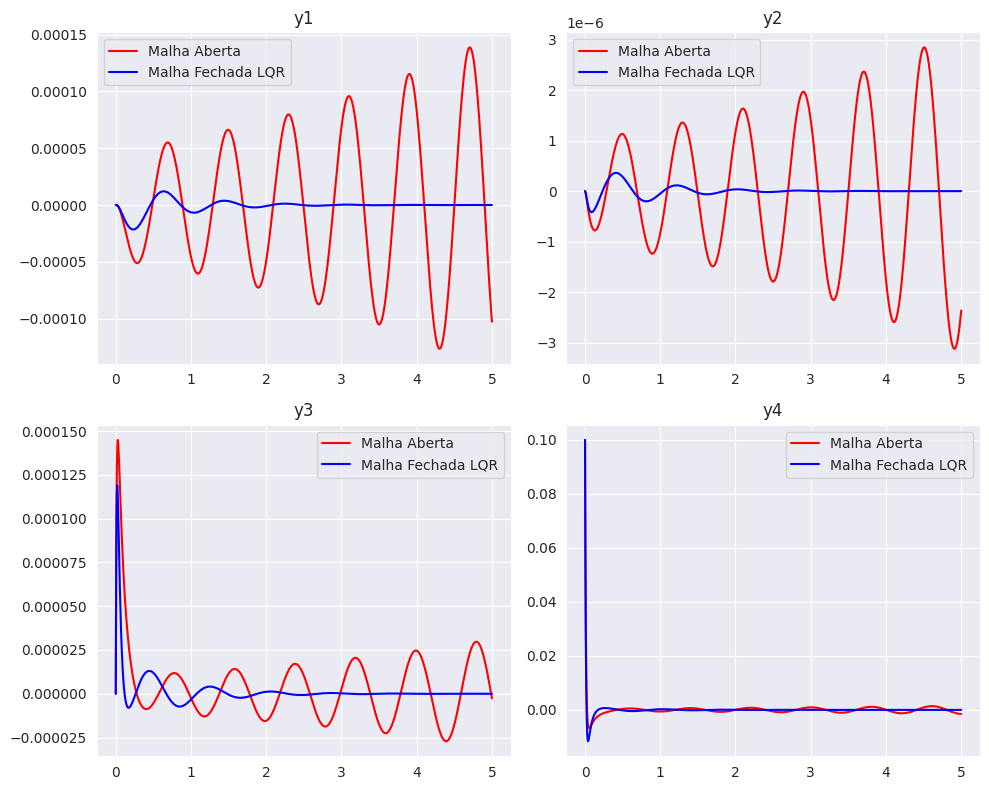 y1
0.00015
0.00010
0.00005
0.00000
−0.00005
−0.00010
0 1 2 3 4 5
Malha Aberta
Malha Fechada LQR
y2
1e−6
3
2
1
0
−1
−2
−3
0 1 2 3 4 5
Malha Aberta
Malha Fechada LQR
y3
0.000150
0.000125
0.000100
0.000075
0.000050
0.000025
0.000000
−0.000025
0 1 2 3 4 5
Malha Aberta
Malha Fechada LQR
y4
0.10
0.08
0.06
0.04
0.02
0.00
0 1 2 3 4 5
Malha Aberta
Malha Fechada LQR